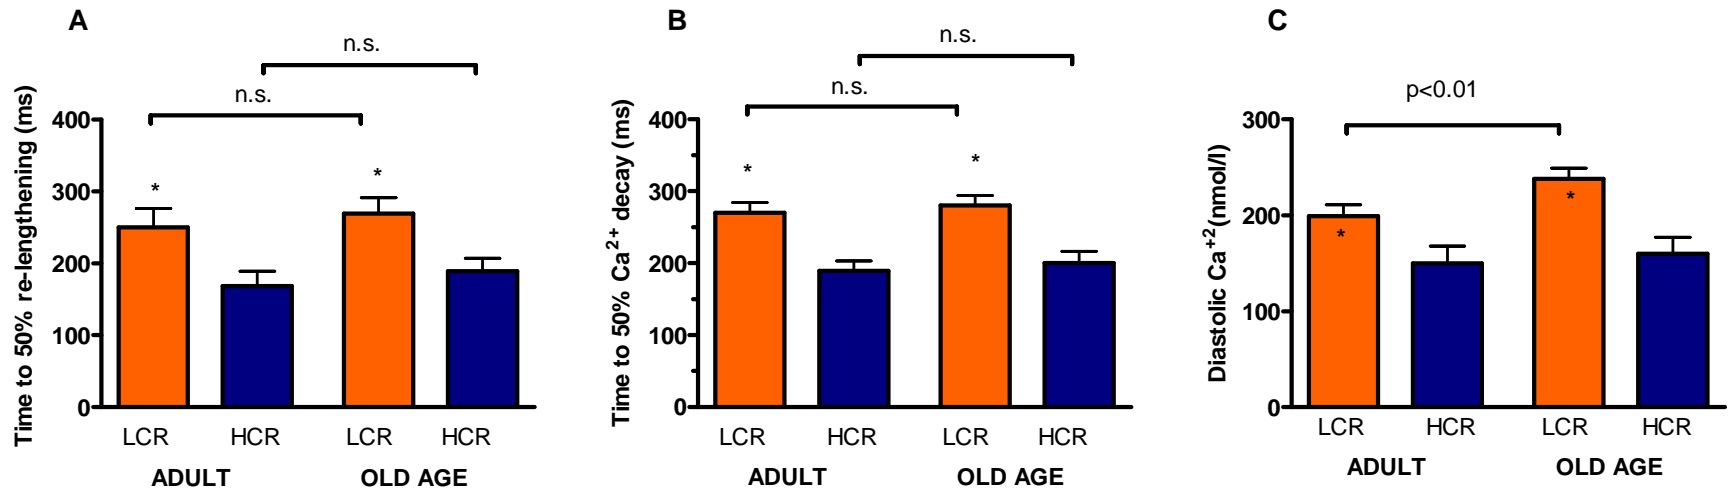 A
n.s.
n.s.
Time to 50% re-lengthening (ms)
400
300
200
100
0
*
*
LCR
HCR
LCR
HCR
ADULT
OLD AGE
B
n.s.
n.s.
Time to 50% Ca²⁺ decay (ms)
400
300
200
100
0
*
*
LCR
HCR
LCR
HCR
ADULT
OLD AGE
C
p<0.01
Diastolic Ca⁺²(nmol/l)
300
200
100
0
*
*
LCR
HCR
LCR
HCR
ADULT
OLD AGE